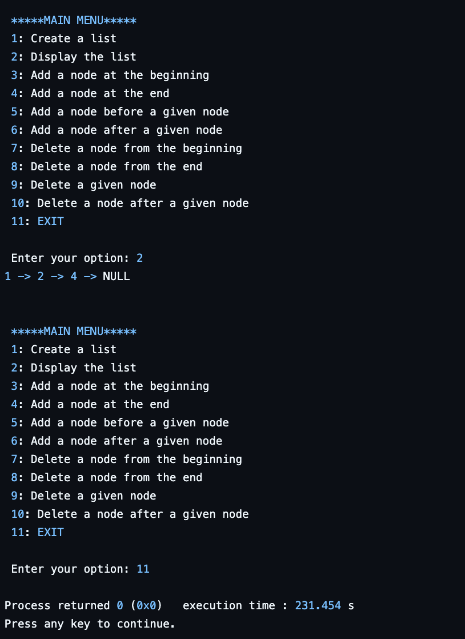 *****MAIN MENU*****
1: Create a list
2: Display the list
3: Add a node at the beginning
4: Add a node at the end
5: Add a node before a given node
6: Add a node after a given node
7: Delete a node from the beginning
8: Delete a node from the end
9: Delete a given node
10: Delete a node after a given node
11: EXIT
Enter your option: 2
1 -> 2 -> 4 -> NULL
*****MAIN MENU*****
1: Create a list
2: Display the list
3: Add a node at the beginning
4: Add a node at the end
5: Add a node before a given node
6: Add a node after a given node
7: Delete a node from the beginning
8: Delete a node from the end
9: Delete a given node
10: Delete a node after a given node
11: EXIT
Enter your option: 11
Process returned 0 (0x0)   execution time : 231.454 s
Press any key to continue.